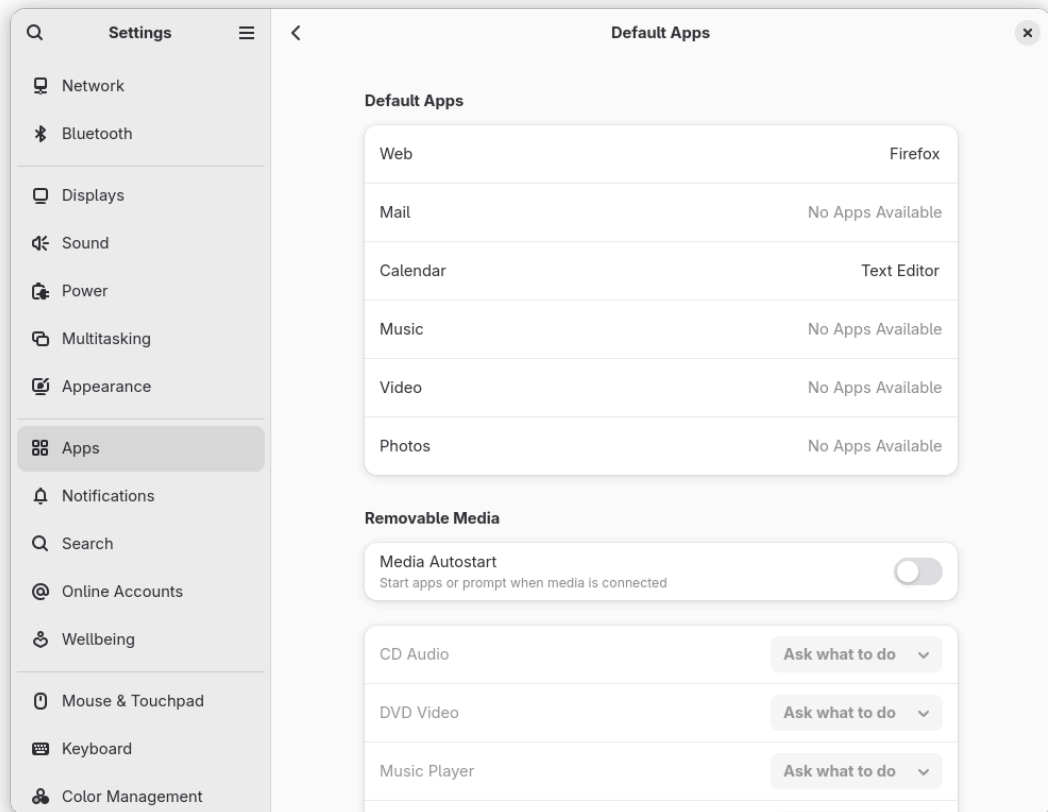 Settings
Network
Bluetooth
Displays
Sound
Power
Multitasking
Appearance
Apps
Notifications
Search
Online Accounts
Wellbeing
Mouse & Touchpad
Keyboard
Color Management
Default Apps
Default Apps
Web Firefox
Mail No Apps Available
Calendar Text Editor
Music No Apps Available
Video No Apps Available
Photos No Apps Available
Removable Media
Media Autostart
Start apps or prompt when media is connected
CD Audio Ask what to do
DVD Video Ask what to do
Music Player Ask what to do